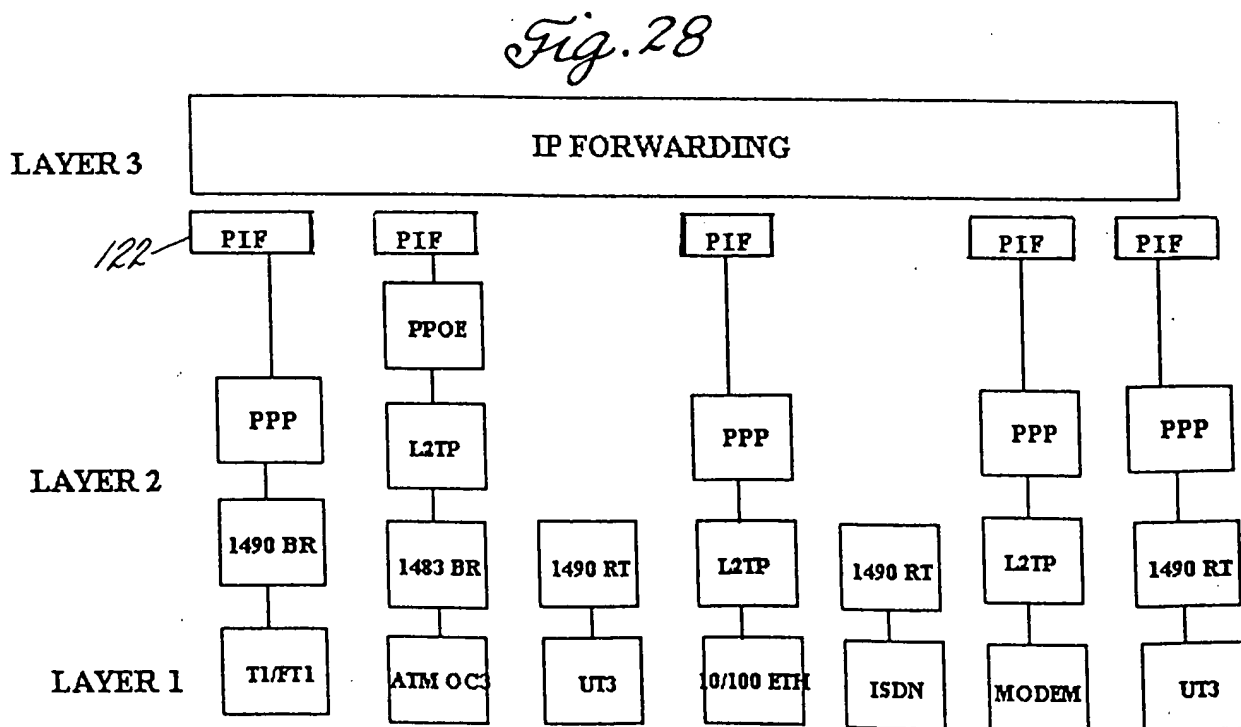 Fig. 28
IP FORWARDING
LAYER 3
PIF PIF PIF PIF PIF
122
PPOE
PPP L2TP PPP PPP PPP
LAYER 2
1490 BR 1483 BR 1490 RT L2TP 1490 RT L2TP 1490 RT
LAYER 1 T1/FT1 ATM OC3 UT3 10/100 ETH ISDN MODEM UT3